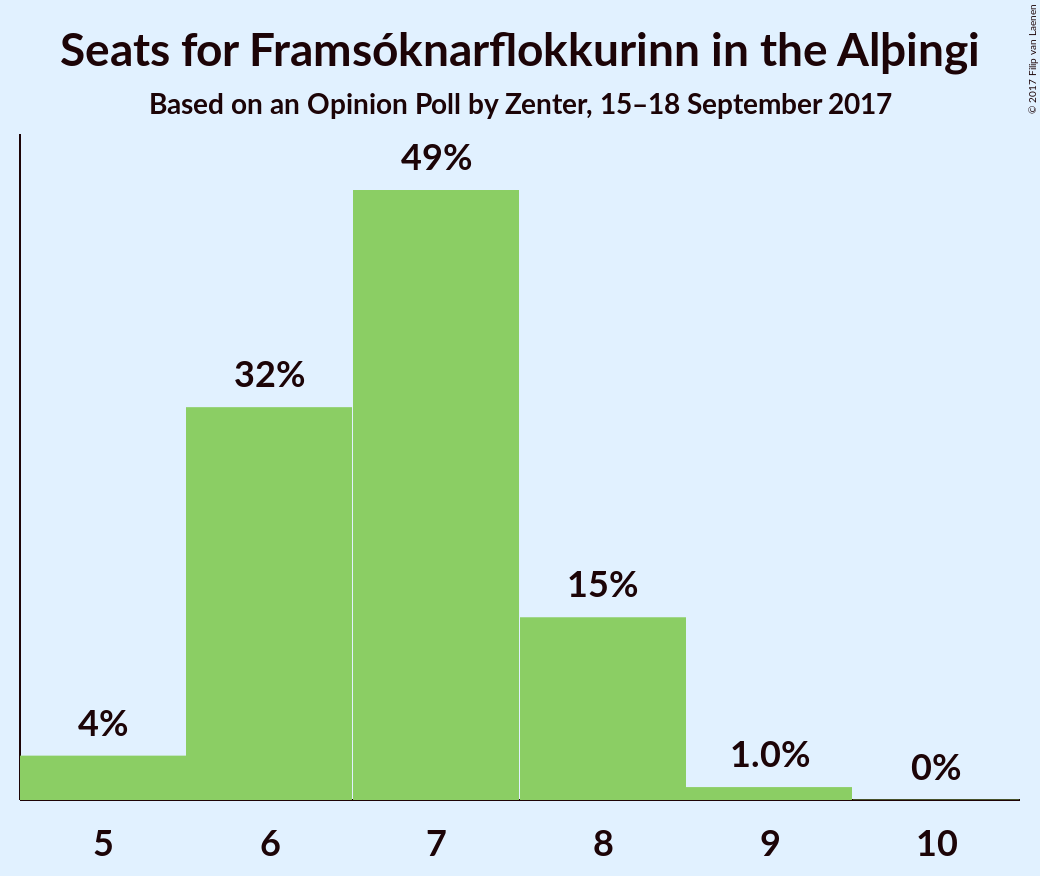 Seats for Framsóknarflokkurinn in the Alþingi
Based on an Opinion Poll by Zenter, 15–18 September 2017
© 2017 Filip van Laenen
49%
32%
15%
4%
1.0%
0%
5 6 7 8 9 10